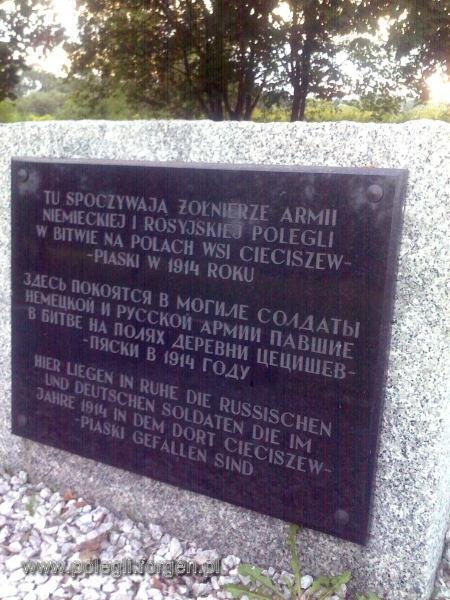 TU SPOCZYWAJĄ ŻOŁNIERZE ARMII
NIEMIECKIEJ I ROSYJSKIEJ POLEGLI
W BITWIE NA POLACH WSI CIECISZEW-
-PIASKI W 1914 ROKU
ЗДЕСЬ ПОКОЯТСЯ В МОГИЛЕ СОЛДАТЫ
НЕМЕЦКОЙ И РУССКОЙ АРМИИ ПАВШИЕ
В БИТВЕ НА ПОЛЯХ ДЕРЕВНИ ЦЕЦИШЕВ-
-ПЯСКИ В 1914 ГОДУ
HIER LIEGEN IN RUHE DIE RUSSISCHEN
UND DEUTSCHEN SOLDATEN DIE IM
JAHRE 1914 IN DEM DORT CIECISZEW-
-PIASKI GEFALLEN SIND
www.polegli.forgen.pl